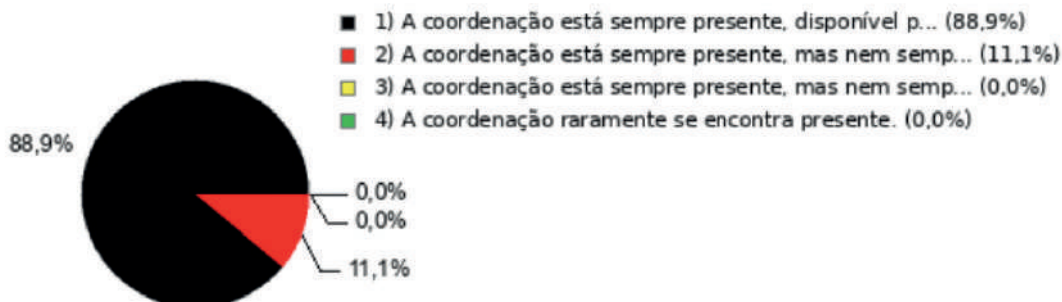 1) A coordenação está sempre presente, disponível p... (88,9%)
2) A coordenação está sempre presente, mas nem semp... (11,1%)
3) A coordenação está sempre presente, mas nem semp... (0,0%)
4) A coordenação raramente se encontra presente. (0,0%)
88,9%
0,0%
0,0%
11,1%